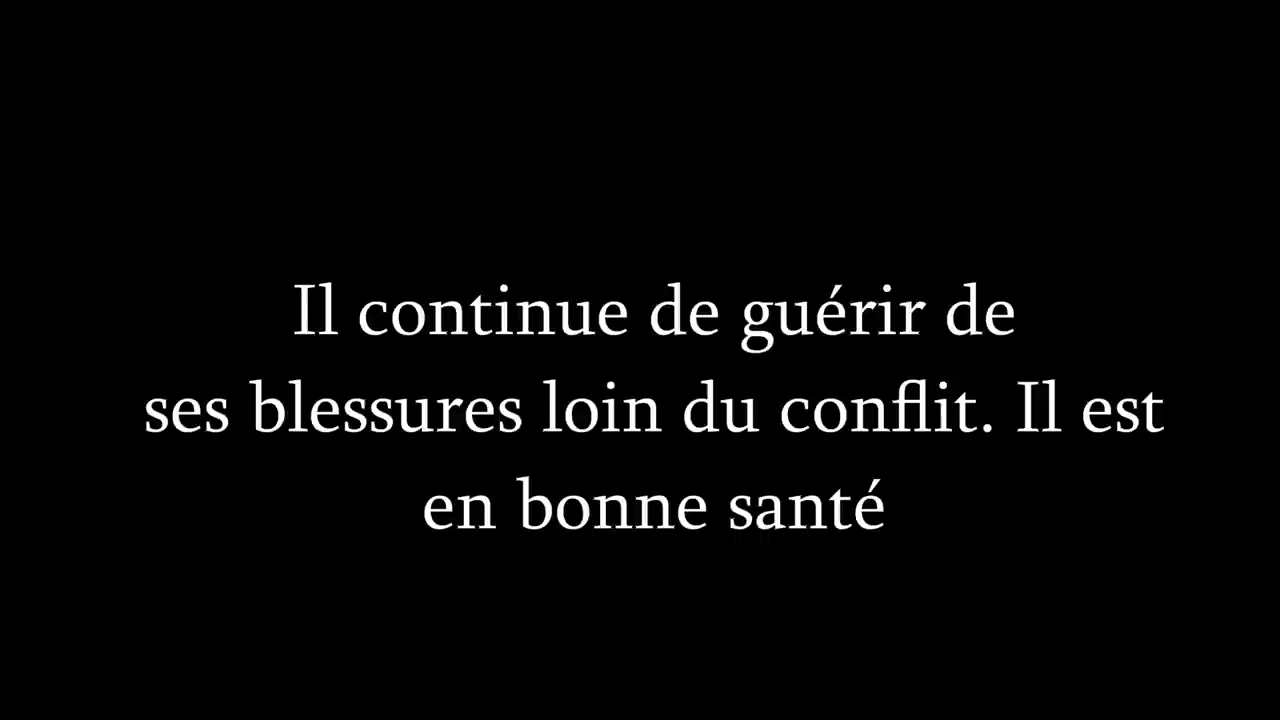 Il continue de guérir de
ses blessures loin du conflit. Il est
en bonne santé